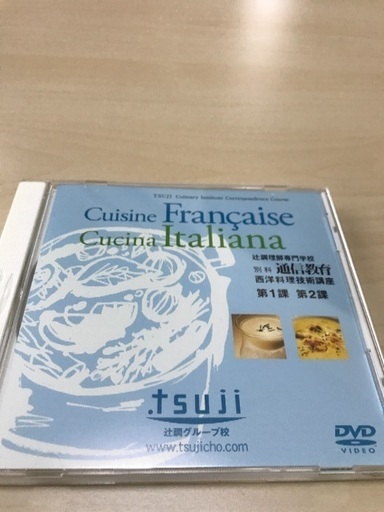 TSUJI Culinary Institute Correspondence Course
Cuisine Française
Cucina Italiana
辻調理師専門学校
別科 通信教育
西洋料理技術講座
第1課 第2課
.tsuji
辻調グループ校
www.tsujicho.com
DVD
VIDEO